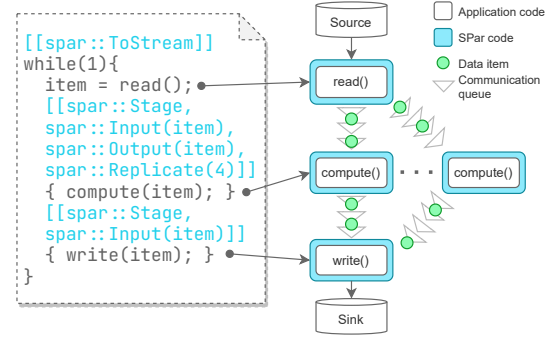 [[spar::ToStream]]
while(1){
item = read();
[[spar::Stage,
spar::Input(item),
spar::Output(item),
spar::Replicate(4)]]
{ compute(item); }
[[spar::Stage,
spar::Input(item)]]
{ write(item); }
}
Source
read()
compute()
. . .
compute()
write()
Sink
Application code
SPar code
Data item
Communication
queue